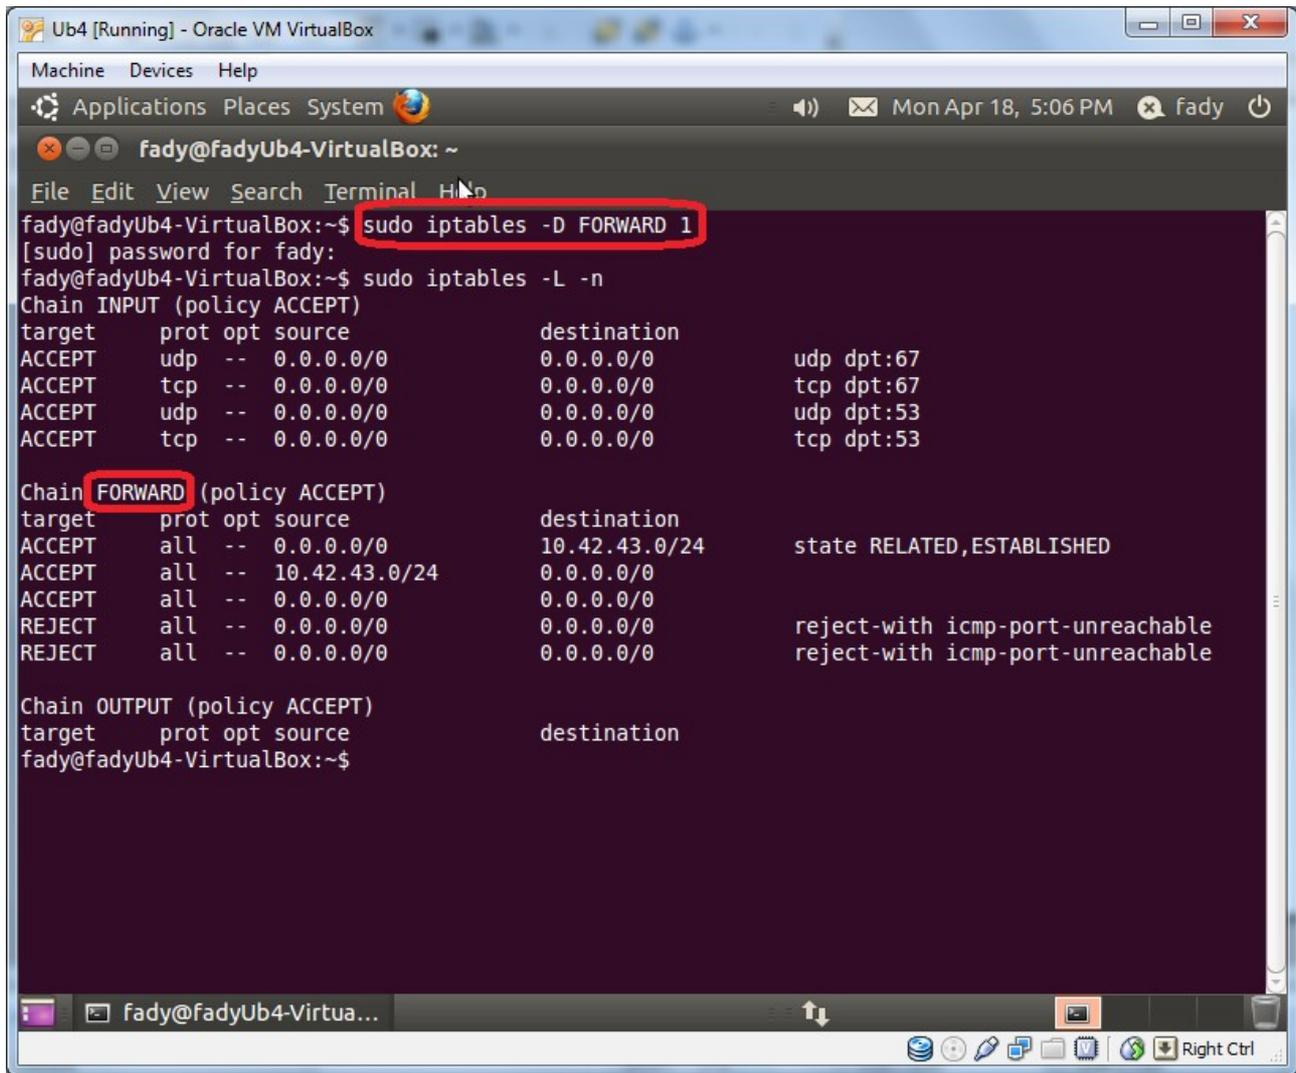 Ub4 [Running] - Oracle VM VirtualBox
Machine Devices Help
Applications Places System Mon Apr 18, 5:06 PM fady
fady@fadyUb4-VirtualBox: ~
File Edit View Search Terminal Help
fady@fadyUb4-VirtualBox:~$ sudo iptables -D FORWARD 1
[sudo] password for fady:
fady@fadyUb4-VirtualBox:~$ sudo iptables -L -n
Chain INPUT (policy ACCEPT)
target prot opt source destination
ACCEPT udp -- 0.0.0.0/0 0.0.0.0/0 udp dpt:67
ACCEPT tcp -- 0.0.0.0/0 0.0.0.0/0 tcp dpt:67
ACCEPT udp -- 0.0.0.0/0 0.0.0.0/0 udp dpt:53
ACCEPT tcp -- 0.0.0.0/0 0.0.0.0/0 tcp dpt:53
Chain FORWARD (policy ACCEPT)
target prot opt source destination
ACCEPT all -- 0.0.0.0/0 10.42.43.0/24 state RELATED,ESTABLISHED
ACCEPT all -- 10.42.43.0/24 0.0.0.0/0
ACCEPT all -- 0.0.0.0/0 0.0.0.0/0
REJECT all -- 0.0.0.0/0 0.0.0.0/0 reject-with icmp-port-unreachable
REJECT all -- 0.0.0.0/0 0.0.0.0/0 reject-with icmp-port-unreachable
Chain OUTPUT (policy ACCEPT)
target prot opt source destination
fady@fadyUb4-VirtualBox:~$
fady@fadyUb4-Virtua...
Right Ctrl